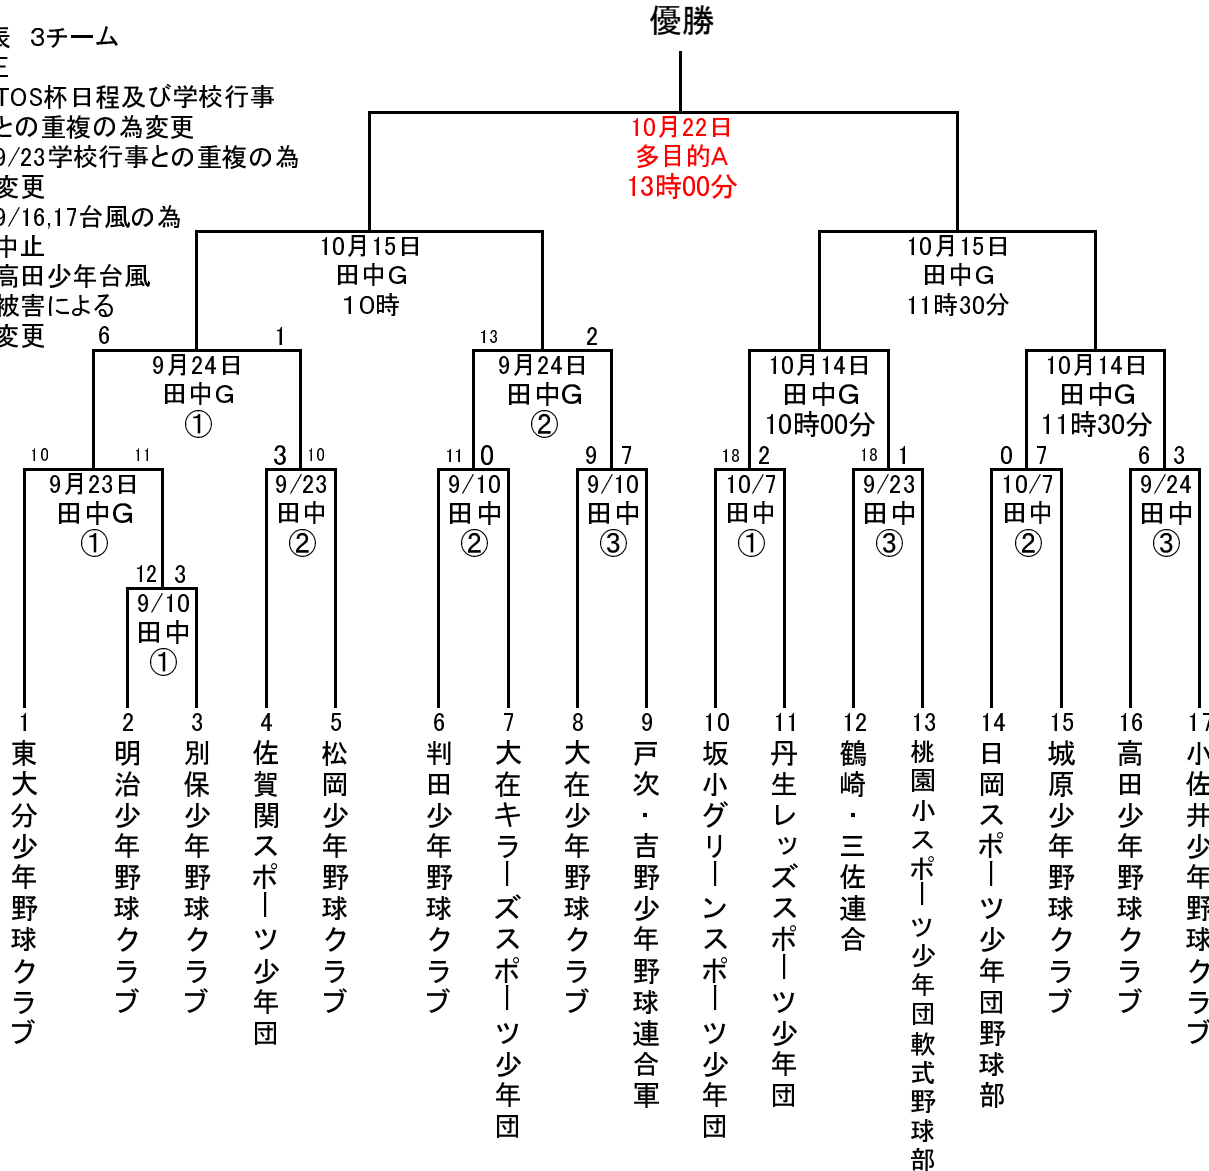 優勝
表 3チーム
正
TOS杯日程及び学校行事
との重複の為変更
9/23学校行事との重複の為
変更
9/16,17台風の為
中止
高田少年台風
被害による
変更
10月22日
多目的A
13時00分
10月15日
田中G
10時
10月15日
田中G
11時30分
6 1
13 2
9月24日
田中G
①
9月24日
田中G
②
10月14日
田中G
10時00分
10月14日
田中G
11時30分
10 11
3 10
11 0
9 7
18 2
18 1
0 7
6 3
9月23日
田中G
①
9/23
田中
②
9/10
田中
②
9/10
田中
③
10/7
田中
①
9/23
田中
③
10/7
田中
②
9/24
田中
③
12 3
9/10
田中
①
1
東大分少年野球クラブ
2
明治少年野球クラブ
3
別保少年野球クラブ
4
佐賀関スポーツ少年団
5
松岡少年野球クラブ
6
判田少年野球クラブ
7
大在キラーズスポーツ少年団
8
大在少年野球クラブ
9
戸次・吉野少年野球連合軍
10
坂小グリーンスポーツ少年団
11
丹生レッズスポーツ少年団
12
鶴崎・三佐連合
13
桃園小スポーツ少年団軟式野球部
14
日岡スポーツ少年団野球部
15
城原少年野球クラブ
16
高田少年野球クラブ
17
小佐井少年野球クラブ